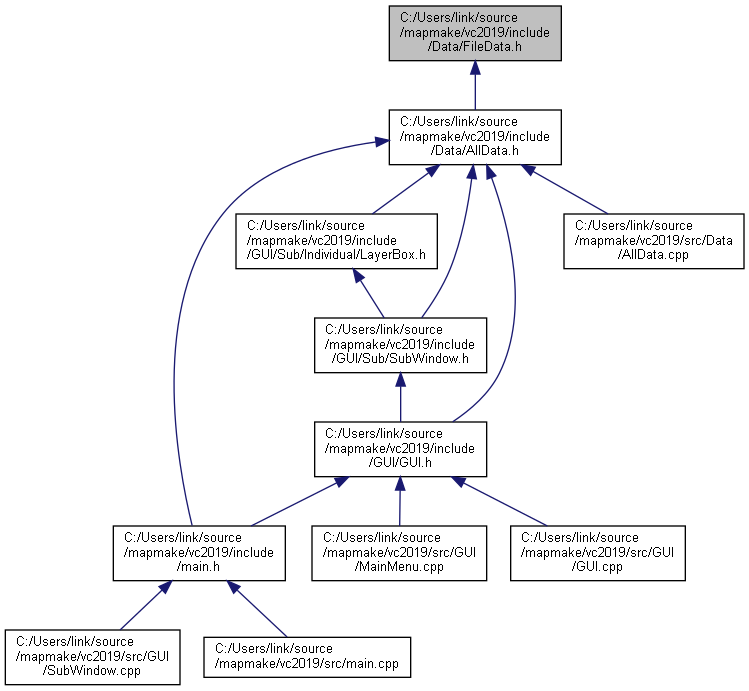 C:/Users/link/source
/mapmake/vc2019/include
/Data/FileData.h
C:/Users/link/source
/mapmake/vc2019/include
/Data/AllData.h
C:/Users/link/source
/mapmake/vc2019/include
/GUI/Sub/Individual/LayerBox.h
C:/Users/link/source
/mapmake/vc2019/src/Data
/AllData.cpp
C:/Users/link/source
/mapmake/vc2019/include
/GUI/Sub/SubWindow.h
C:/Users/link/source
/mapmake/vc2019/include
/GUI/GUI.h
C:/Users/link/source
/mapmake/vc2019/include
/main.h
C:/Users/link/source
/mapmake/vc2019/src/GUI
/MainMenu.cpp
C:/Users/link/source
/mapmake/vc2019/src/GUI
/GUI.cpp
C:/Users/link/source
/mapmake/vc2019/src/GUI
/SubWindow.cpp
C:/Users/link/source
/mapmake/vc2019/src/main.cpp